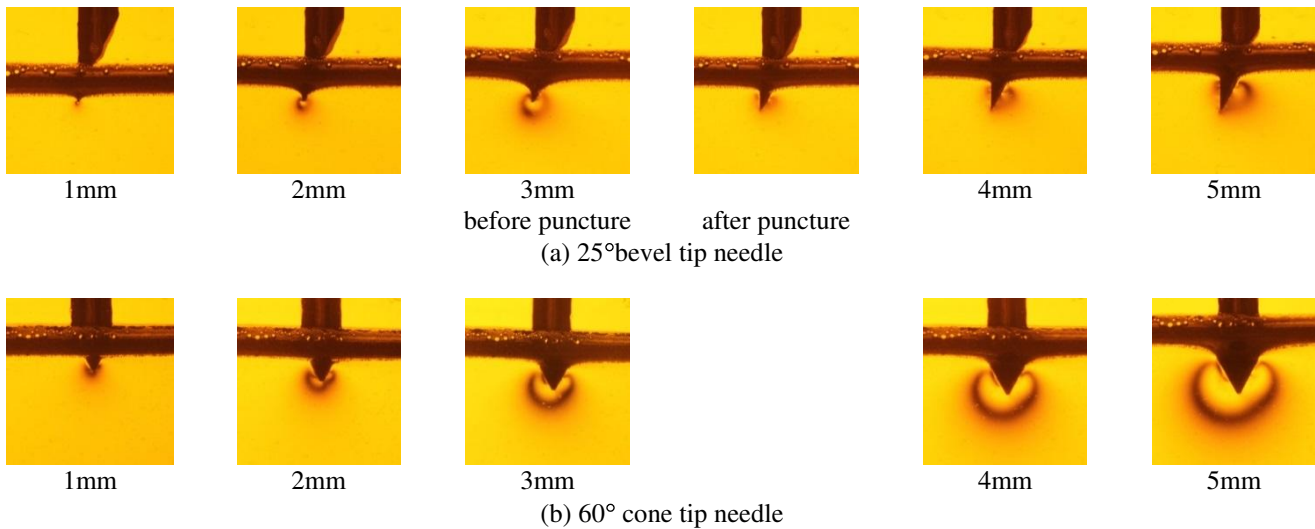 1mm 2mm 3mm 4mm 5mm
before puncture after puncture
(a) 25°bevel tip needle
1mm 2mm 3mm 4mm 5mm
(b) 60° cone tip needle